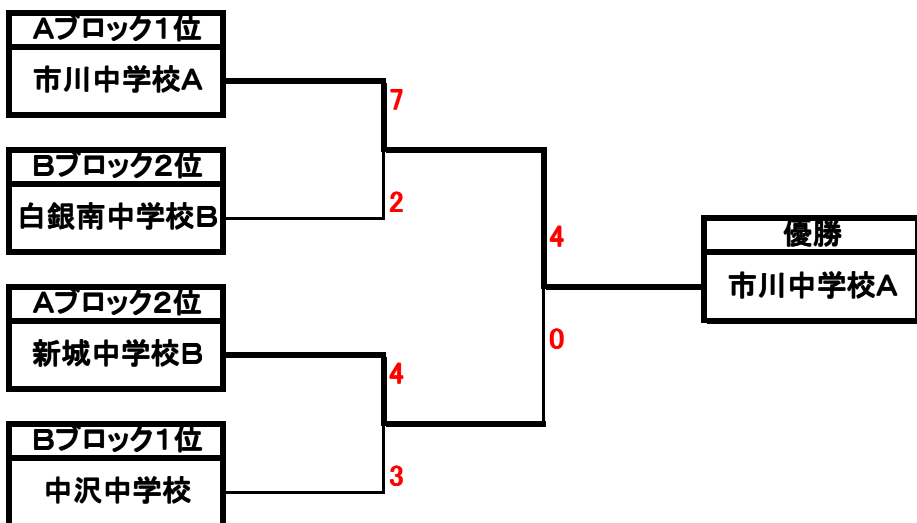 Aブロック1位
市川中学校A
7
Bブロック2位
白銀南中学校B
2
4
優勝
市川中学校A
Aブロック2位
新城中学校B
0
4
Bブロック1位
中沢中学校
3